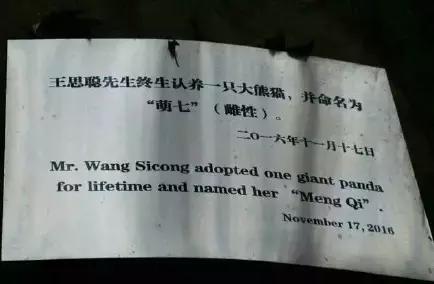 王思聪先生终生认养一只大熊猫，并命名为
“萌七”（雌性）。
二〇一六年十一月十七日
Mr. Wang Sicong adopted one giant panda
for lifetime and named her “Meng Qi”.
November 17, 2016